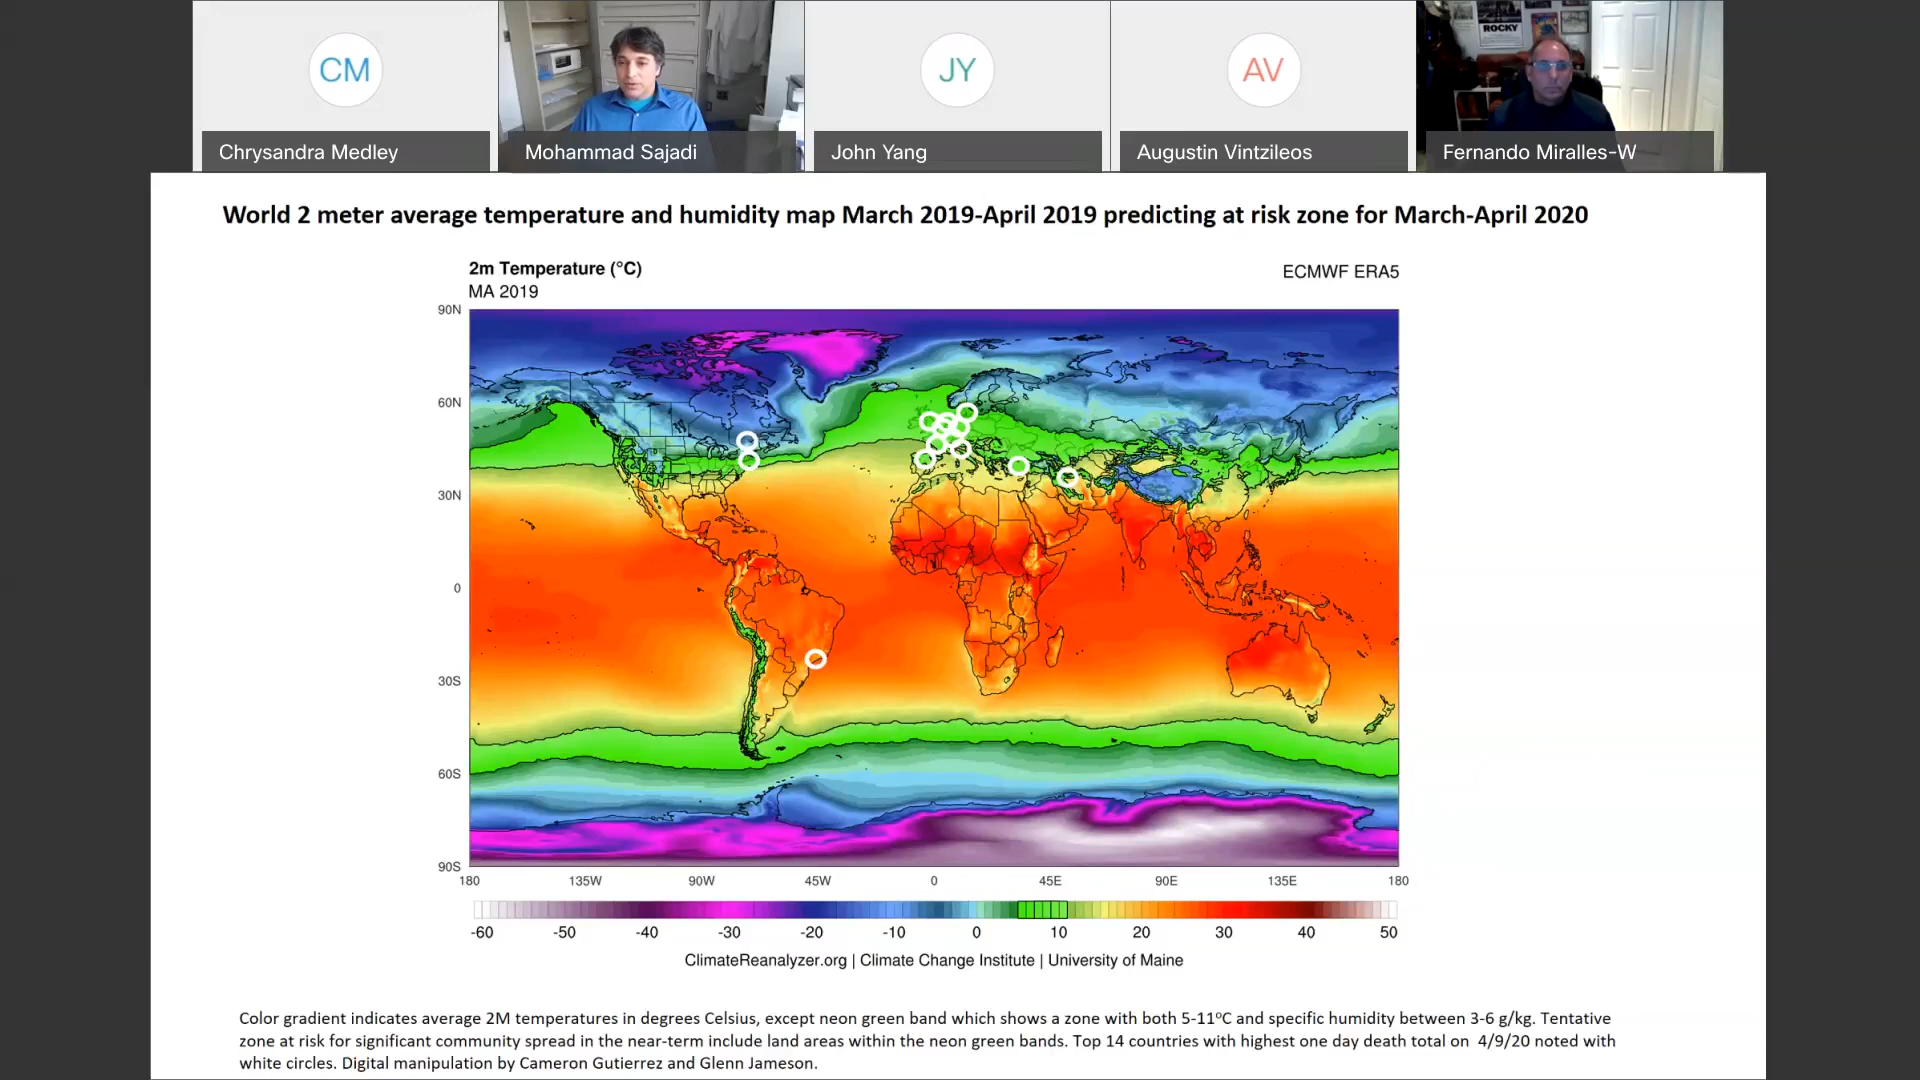 CM
JY
AV
ROCKY
Chrysandra Medley
Mohammad Sajadi
John Yang
Augustin Vintzileos
Fernando Miralles-W
World 2 meter average temperature and humidity map March 2019-April 2019 predicting at risk zone for March-April 2020
2m Temperature (°C)
ECMWF ERA5
MA 2019
90N
60N
30N
0
30S
60S
90S
180 135W 90W 45W 0 45E 90E 135E 180
-60 -50 -40 -30 -20 -10 0 10 20 30 40 50
ClimateReanalyzer.org | Climate Change Institute | University of Maine
Color gradient indicates average 2M temperatures in degrees Celsius, except neon green band which shows a zone with both 5-11°C and specific humidity between 3-6 g/kg. Tentative
zone at risk for significant community spread in the near-term include land areas within the neon green bands. Top 14 countries with highest one day death total on 4/9/20 noted with
white circles. Digital manipulation by Cameron Gutierrez and Glenn Jameson.